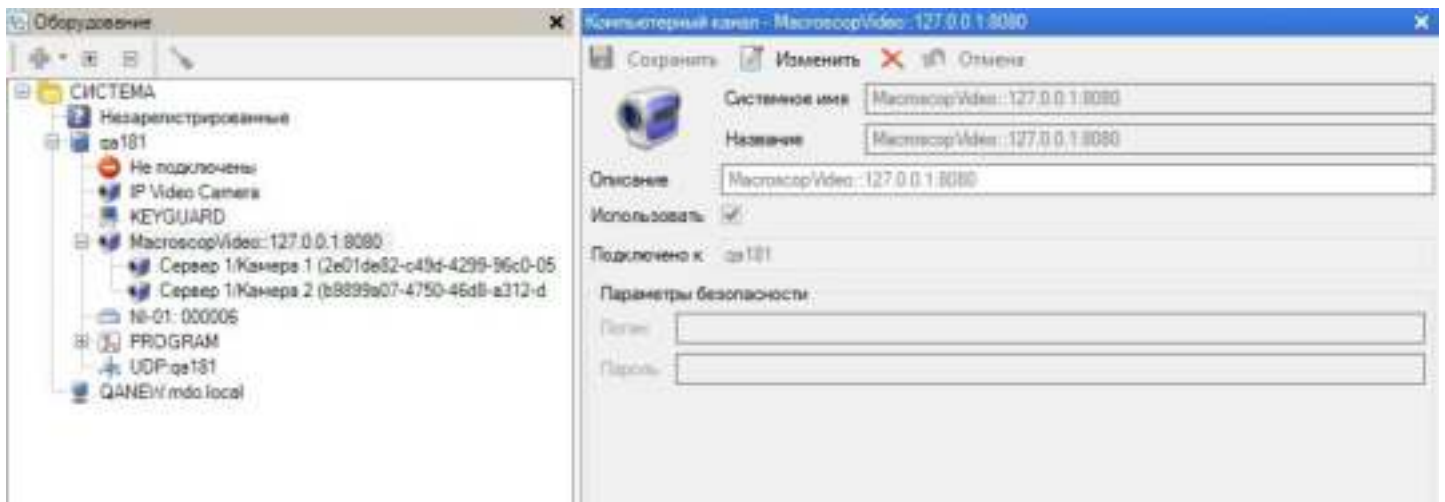 Оборудование
СИСТЕМА
Незарегистрированные
qa181
Не подключены
IP Video Camera
KEYGUARD
MacroscopVideo::127.0.0.1:8080
Сервер 1/Камера 1 (2e01de82-c49d-4299-96c0-05
Сервер 1/Камера 2 (b9899a07-4750-46d8-a312-d
NI-01: 000006
PROGRAM
UDP:qa181
QANEW.mdo.local
Компьютерный канал - MacroscopVideo::127.0.0.1:8080
Сохранить Изменить Отмена
Системное имя MacroscopVideo::127.0.0.1:8080
Название MacroscopVideo::127.0.0.1:8080
Описание MacroscopVideo::127.0.0.1:8080
Использовать
Подключено к qa181
Параметры безопасности
Логин
Пароль